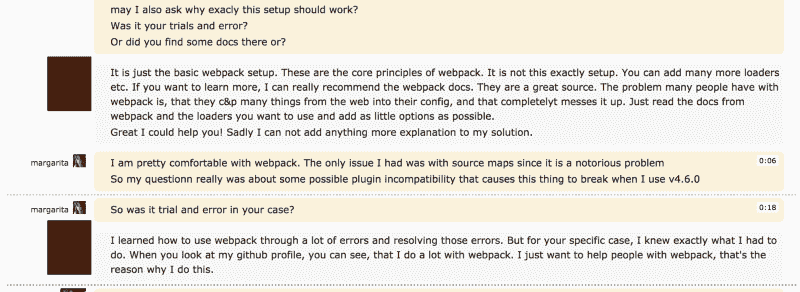 may I also ask why exacly this setup should work?
Was it your trials and error?
Or did you find some docs there or?
It is just the basic webpack setup. These are the core principles of webpack. It is not this exactly setup. You can add many more loaders
etc. If you want to learn more, I can really recommend the webpack docs. They are a great source. The problem many people have with
webpack is, that they c&p many things from the web into their config, and that completelyt messes it up. Just read the docs from
webpack and the loaders you want to use and add as little options as possible.
Great I could help you! Sadly I can not add anything more explanation to my solution.
margarita
I am pretty comfortable with webpack. The only issue I had was with source maps since it is a notorious problem
0:06
So my questionn really was about some possible plugin incompatibility that causes this thing to break when I use v4.6.0
margarita
So was it trial and error in your case?
0:18
I learned how to use webpack through a lot of errors and resolving those errors. But for your specific case, I knew exactly what I had to
do. When you look at my github profile, you can see, that I do a lot with webpack. I just want to help people with webpack, that's the
reason why I do this.